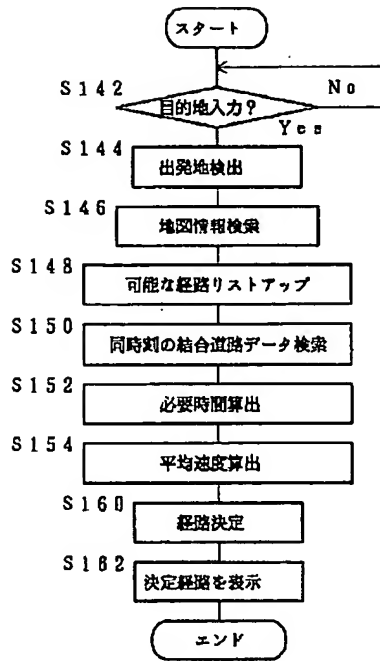 スタート
S142
目的地入力?
No
Yes
S144
出発地検出
S146
地図情報検索
S148
可能な経路リストアップ
S150
同時刻の結合道路データ検索
S152
必要時間算出
S154
平均速度算出
S160
経路決定
S162
決定経路を表示
エンド